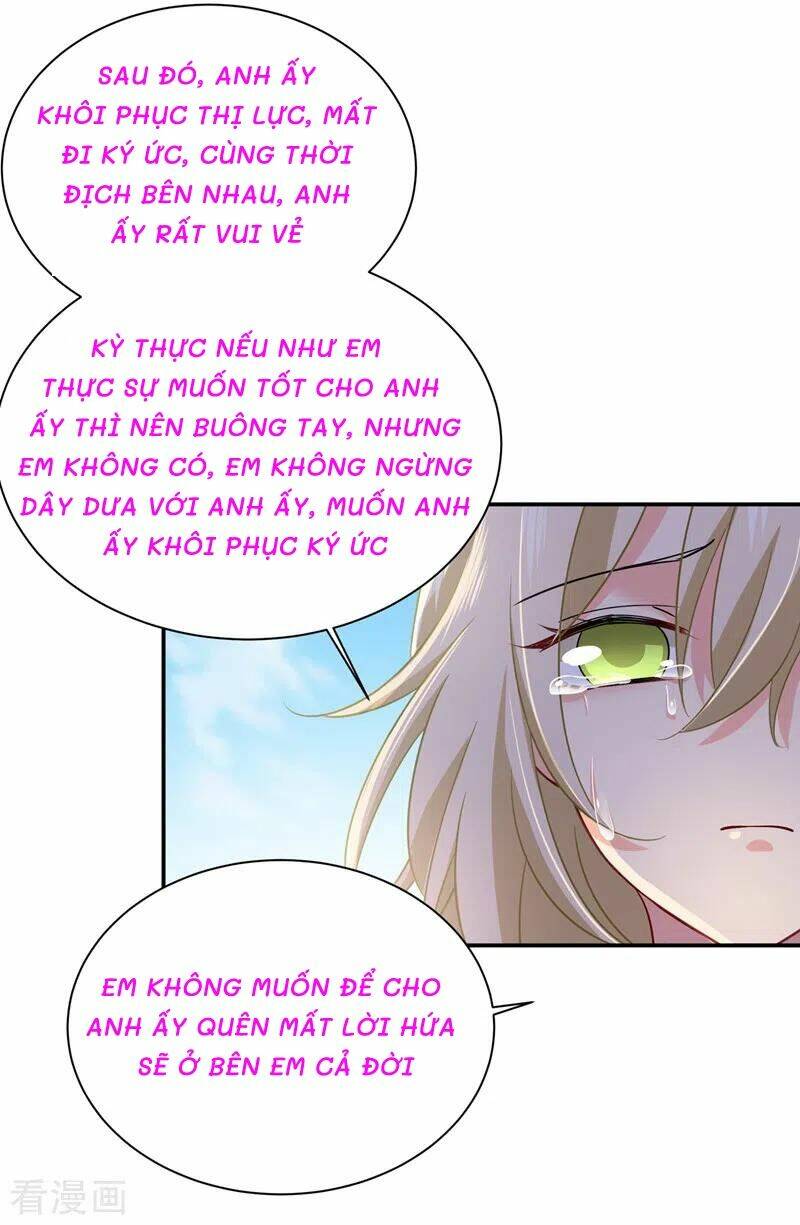 SAU ĐÓ, ANH ẤY
KHÔI PHỤC THỊ LỰC, MẤT
ĐI KÝ ỨC, CÙNG THỜI
ĐỊCH BÊN NHAU, ANH
ẤY RẤT VUI VẺ
KỲ THỰC NẾU NHƯ EM
THỰC SỰ MUỐN TỐT CHO ANH
ẤY THÌ NÊN BUÔNG TAY, NHƯNG
EM KHÔNG CÓ, EM KHÔNG NGỪNG
DÂY DƯA VỚI ANH ẤY, MUỐN ANH
ẤY KHÔI PHỤC KÝ ỨC
EM KHÔNG MUỐN ĐỂ CHO
ANH ẤY QUÊN MẤT LỜI HỨA
SẼ Ở BÊN EM CẢ ĐỜI
看漫画